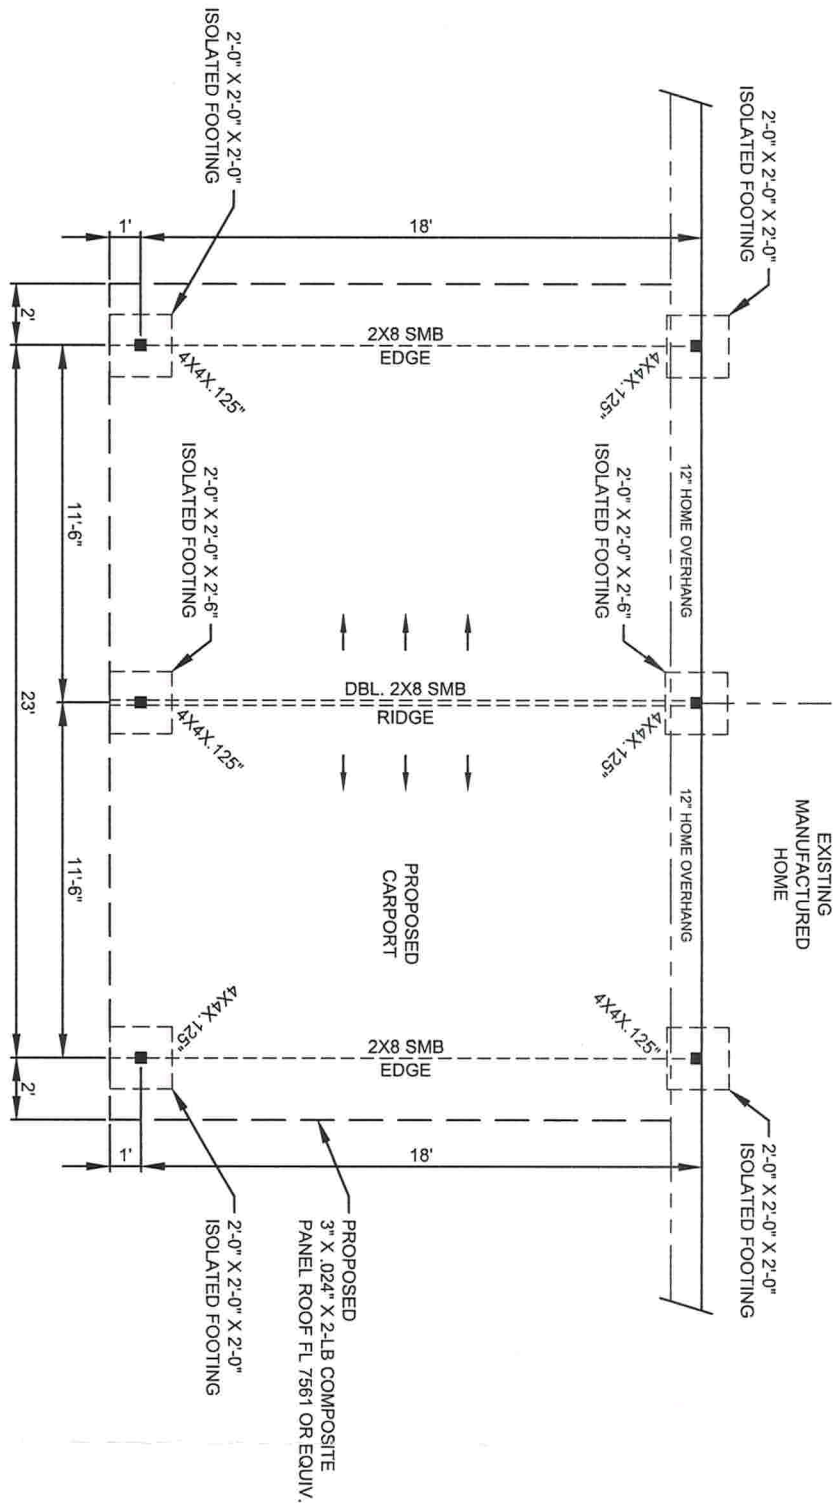 EXISTING
MANUFACTURED
HOME
2'-0" X 2'-0" X 2'-0"
ISOLATED FOOTING
2'-0" X 2'-0" X 2'-0"
ISOLATED FOOTING
18'
1'
12" HOME OVERHANG
12" HOME OVERHANG
4X4X.125"
4X4X.125"
4X4X.125"
2'-0" X 2'-0" X 2'-6"
ISOLATED FOOTING
2X8 SMB
EDGE
DBL. 2X8 SMB
RIDGE
2X8 SMB
EDGE
PROPOSED
CARPORT
18'
1'
2'-0" X 2'-0" X 2'-6"
ISOLATED FOOTING
4X4X.125"
4X4X.125"
4X4X.125"
2'-0" X 2'-0" X 2'-0"
ISOLATED FOOTING
2'-0" X 2'-0" X 2'-0"
ISOLATED FOOTING
PROPOSED
3" X .024" X 2-LB COMPOSITE
PANEL ROOF FL 7561 OR EQUIV.
2'
11'-6"
11'-6"
2'
23'